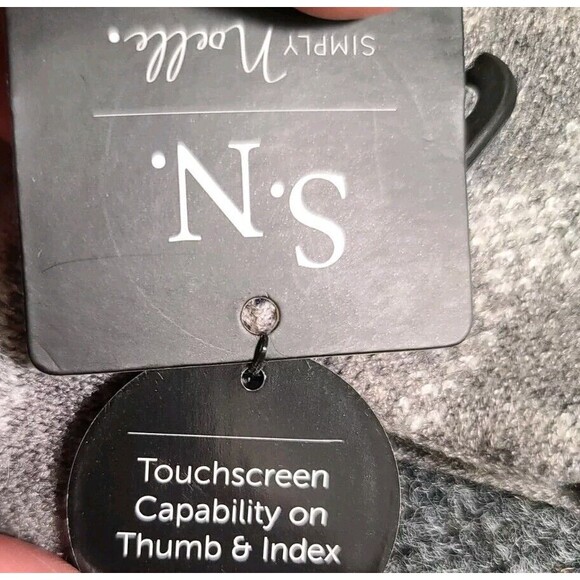 SIMPLY Noelle.
S.N.
Touchscreen
Capability on
Thumb & Index